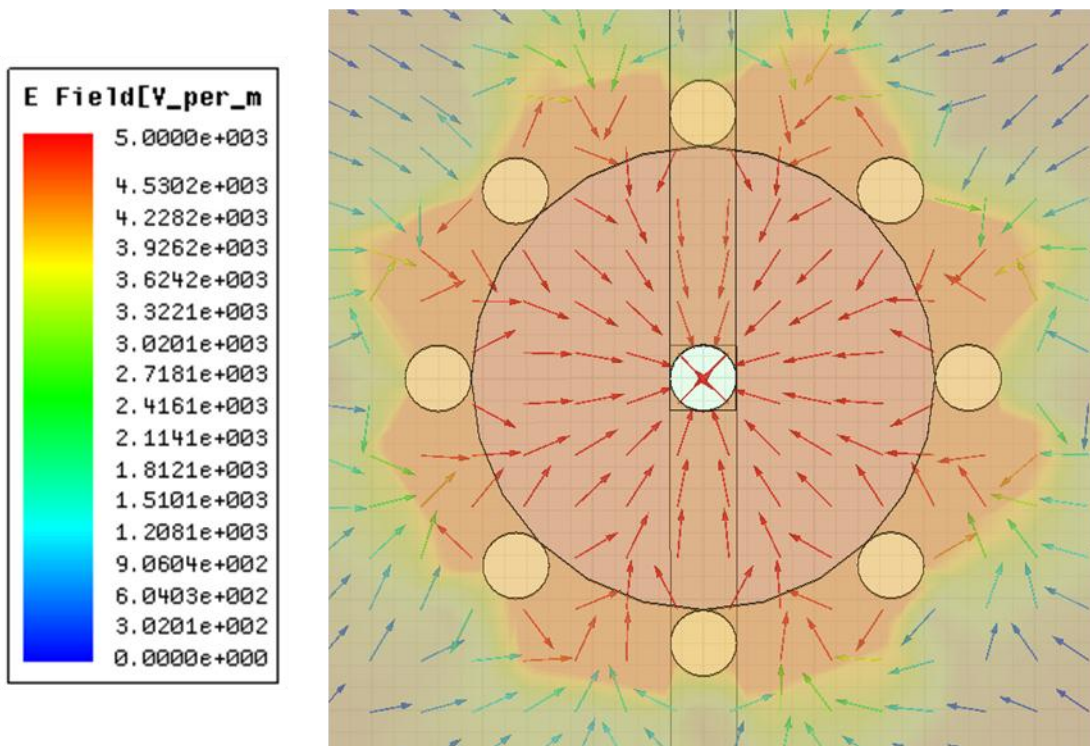 E Field[V_per_m
5.0000e+003
4.5302e+003
4.2282e+003
3.9262e+003
3.6242e+003
3.3221e+003
3.0201e+003
2.7181e+003
2.4161e+003
2.1141e+003
1.8121e+003
1.5101e+003
1.2081e+003
9.0604e+002
6.0403e+002
3.0201e+002
0.0000e+000